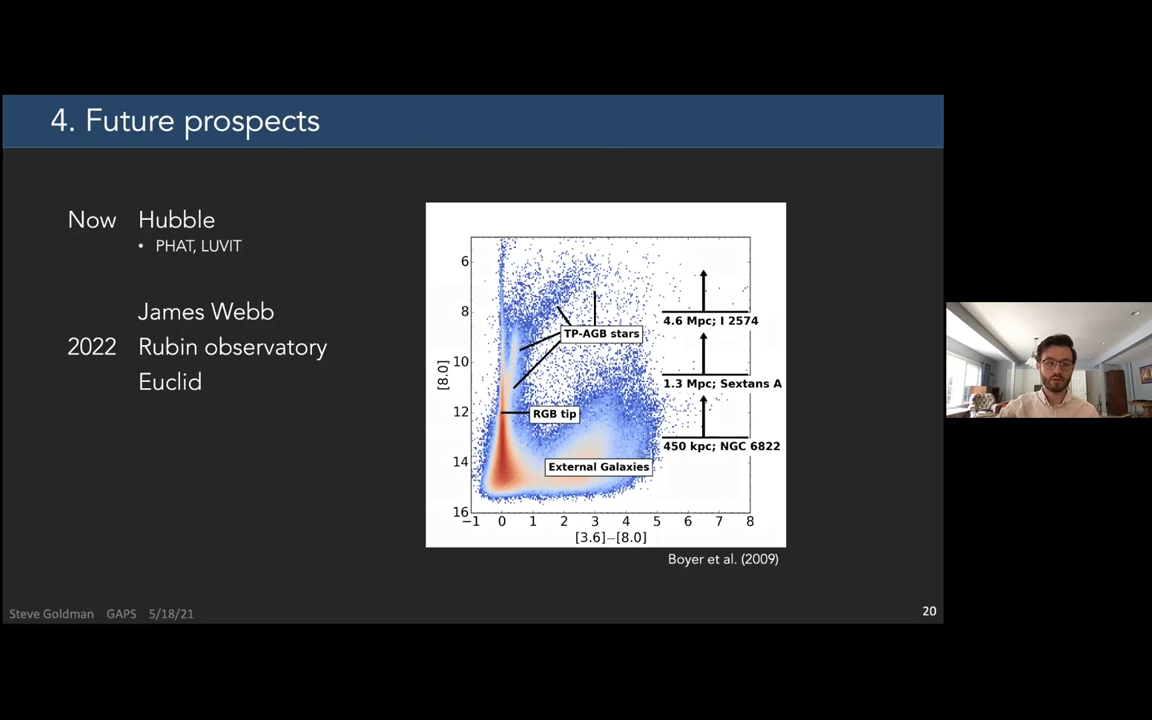 4. Future prospects
Now Hubble
• PHAT, LUVIT
James Webb
2022 Rubin observatory
Euclid
6
8
10
12
14
16
[8.0]
−1 0 1 2 3 4 5 6 7 8
[3.6]−[8.0]
TP-AGB stars
RGB tip
External Galaxies
4.6 Mpc; I 2574
1.3 Mpc; Sextans A
450 kpc; NGC 6822
Boyer et al. (2009)
Steve Goldman GAPS 5/18/21
20